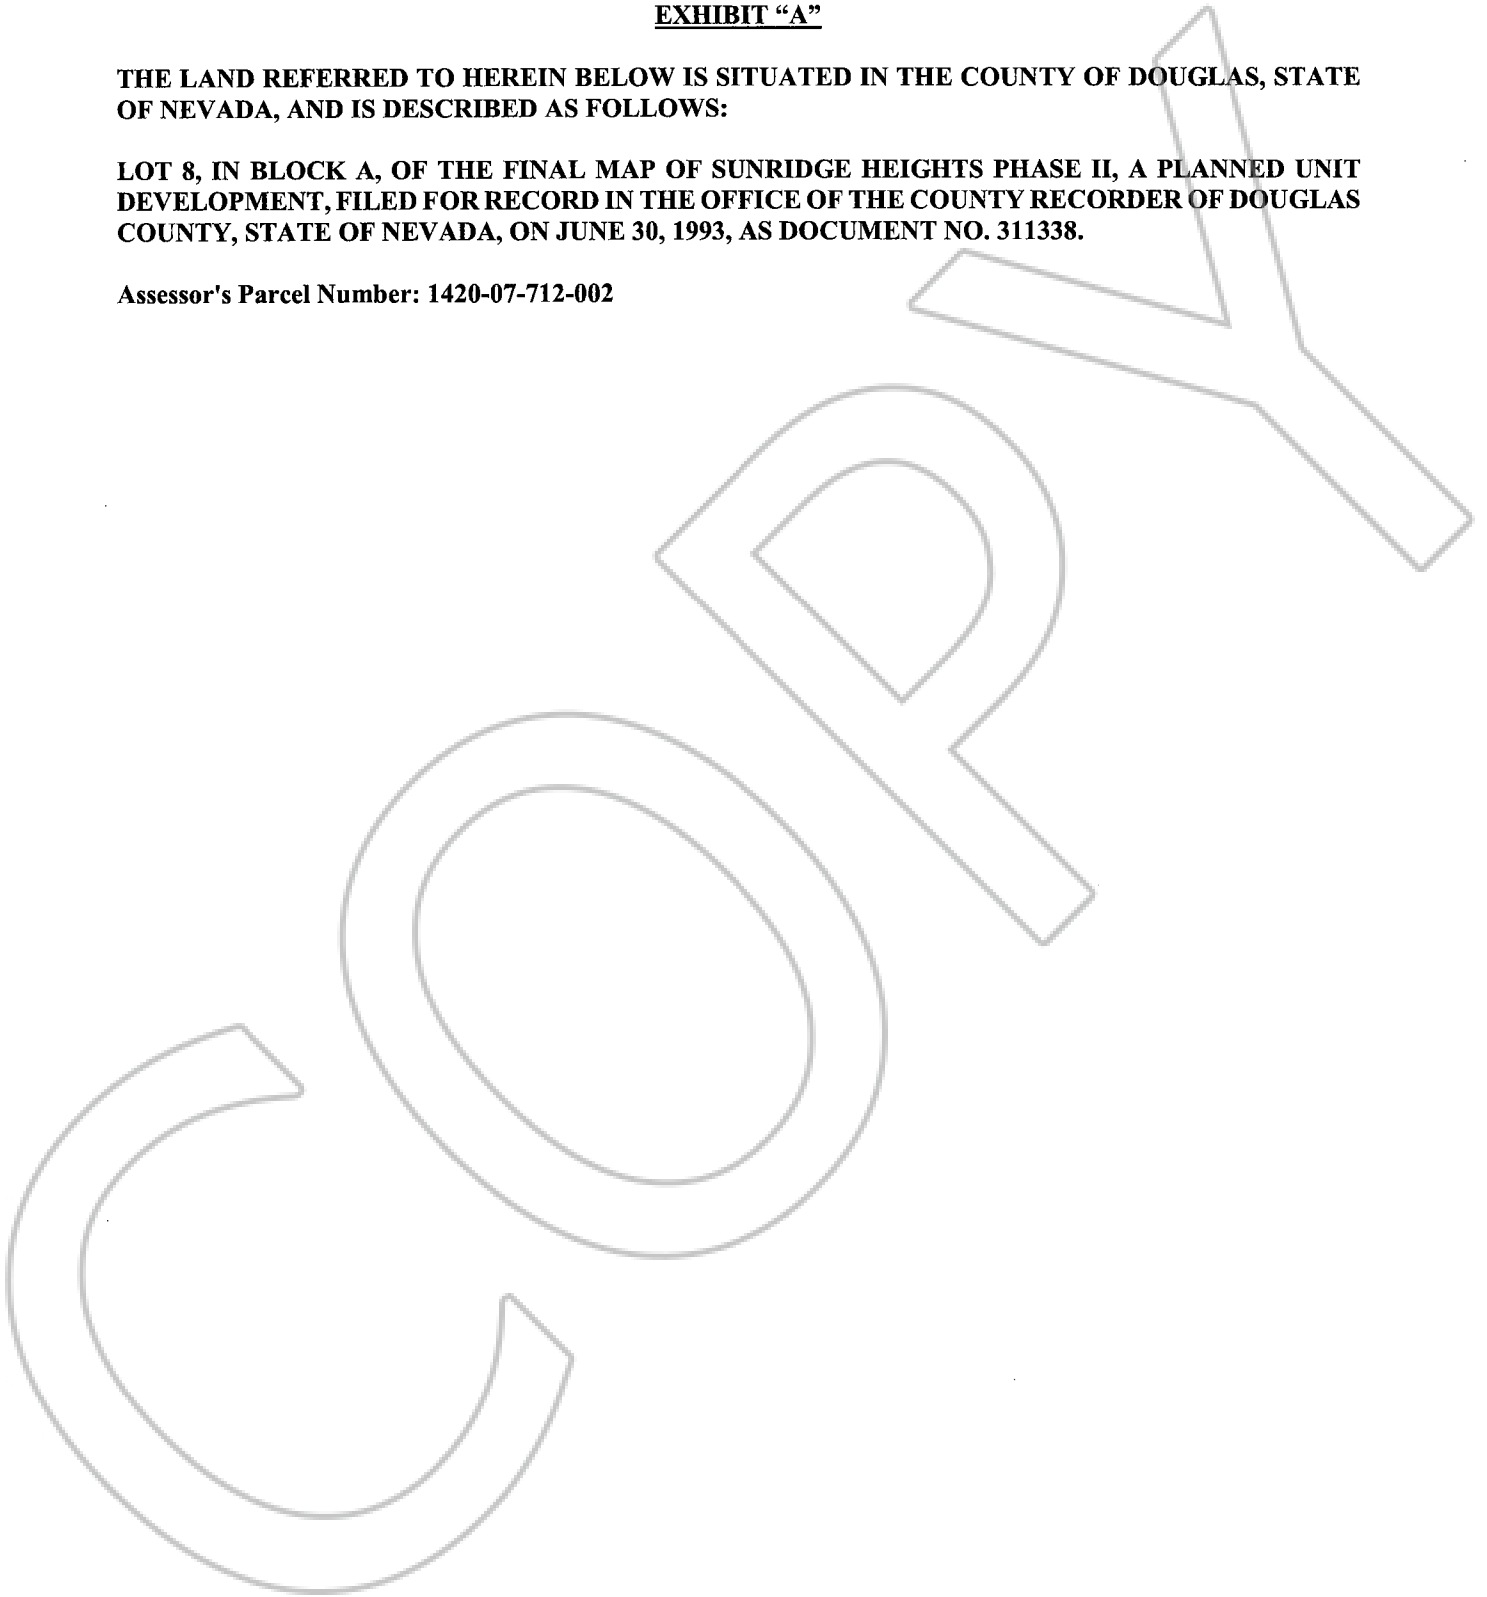 EXHIBIT “A”
THE LAND REFERRED TO HEREIN BELOW IS SITUATED IN THE COUNTY OF DOUGLAS, STATE
OF NEVADA, AND IS DESCRIBED AS FOLLOWS:
LOT 8, IN BLOCK A, OF THE FINAL MAP OF SUNRIDGE HEIGHTS PHASE II, A PLANNED UNIT
DEVELOPMENT, FILED FOR RECORD IN THE OFFICE OF THE COUNTY RECORDER OF DOUGLAS
COUNTY, STATE OF NEVADA, ON JUNE 30, 1993, AS DOCUMENT NO. 311338.
Assessor's Parcel Number: 1420-07-712-002
COPY